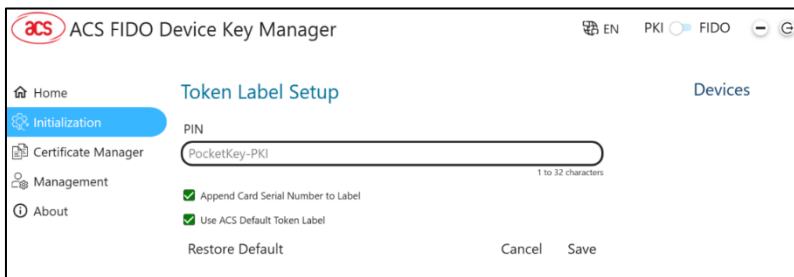 acs ACS FIDO Device Key Manager EN PKI FIDO
Home
Initialization
Certificate Manager
Management
About
Token Label Setup
PIN
PocketKey-PKI
1 to 32 characters
Append Card Serial Number to Label
Use ACS Default Token Label
Restore Default Cancel Save
Devices